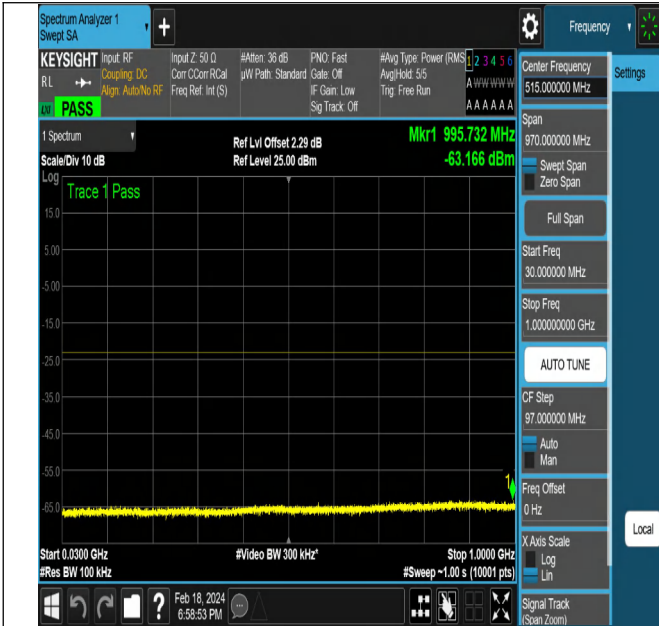 Spectrum Analyzer 1
Swept SA
Frequency
KEYSIGHT
RL
LXI
PASS
Input: RF
Coupling: DC
Align: Auto/No RF
Input Z: 50 Ω
Corr CCorr RCal
Freq Ref: Int (S)
#Atten: 36 dB
µW Path: Standard
PNO: Fast
Gate: Off
IF Gain: Low
Sig Track: Off
#Avg Type: Power (RMS
Avg|Hold: 5/5
Trig: Free Run
1 2 3 4 5 6
A W W W W W
A A A A A A
1 Spectrum
Scale/Div 10 dB
Ref Lvl Offset 2.29 dB
Ref Level 25.00 dBm
Mkr1 995.732 MHz
-63.166 dBm
Log
Trace 1 Pass
15.0
5.00
-5.00
-15.0
-25.0
-35.0
-45.0
-55.0
-65.0
1
Start 0.0300 GHz
#Video BW 300 kHz*
Stop 1.0000 GHz
#Res BW 100 kHz
#Sweep ~1.00 s (10001 pts)
?
Feb 18, 2024
6:58:53 PM
Center Frequency
515.000000 MHz
Settings
Span
970.000000 MHz
Swept Span
Zero Span
Full Span
Start Freq
30.000000 MHz
Stop Freq
1.000000000 GHz
AUTO TUNE
CF Step
97.000000 MHz
Auto
Man
Freq Offset
0 Hz
Local
X Axis Scale
Log
Lin
Signal Track
(Span Zoom)